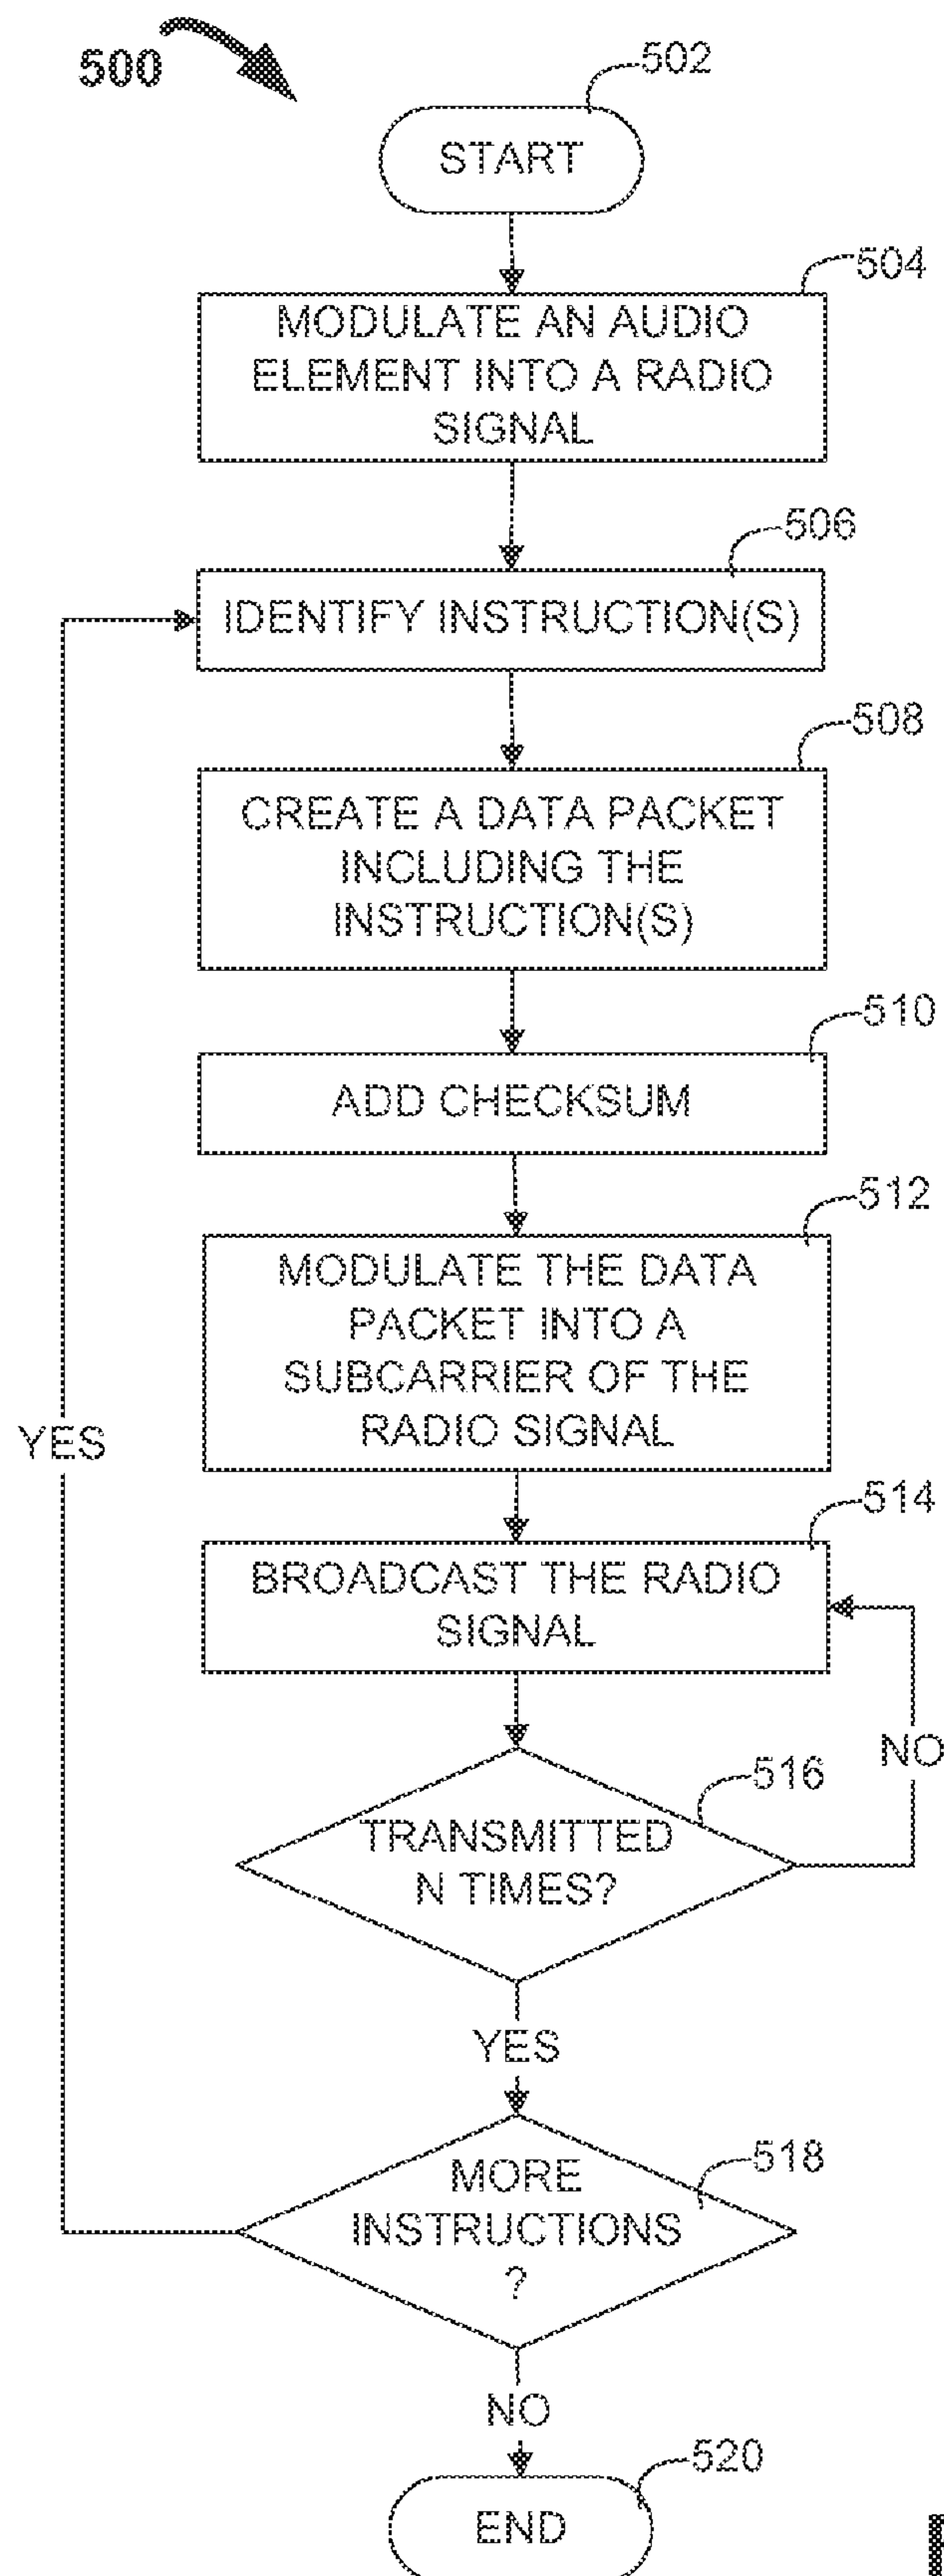 500
502
START
504
MODULATE AN AUDIO
ELEMENT INTO A RADIO
SIGNAL
506
IDENTIFY INSTRUCTION(S)
508
CREATE A DATA PACKET
INCLUDING THE
INSTRUCTION(S)
510
ADD CHECKSUM
512
MODULATE THE DATA
PACKET INTO A
SUBCARRIER OF THE
RADIO SIGNAL
YES
514
BROADCAST THE RADIO
SIGNAL
NO
516
TRANSMITTED
N TIMES?
YES
518
MORE
INSTRUCTIONS
?
NO
520
END